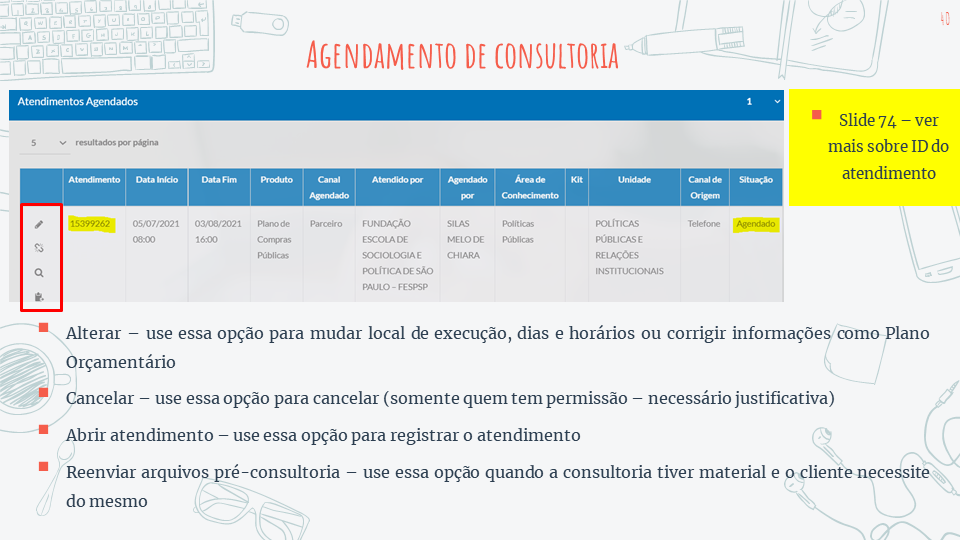 40
Agendamento de consultoria
Atendimentos Agendados 1
5 resultados por página
Slide 74 – ver
mais sobre ID do
atendimento
Atendimento Data Início Data Fim Produto Canal Agendado Atendido por Agendado por Área de Conhecimento Kit Unidade Canal de Origem Situação
15399262 05/07/2021 08:00 03/08/2021 16:00 Plano de Compras Públicas Parceiro FUNDAÇÃO ESCOLA DE SOCIOLOGIA E POLÍTICA DE SÃO PAULO – FESPSP SILAS MELO DE CHIARA Políticas Públicas POLÍTICAS PÚBLICAS E RELAÇÕES INSTITUCIONAIS Telefone Agendado
Alterar – use essa opção para mudar local de execução, dias e horários ou corrigir informações como Plano
Orçamentário
Cancelar – use essa opção para cancelar (somente quem tem permissão – necessário justificativa)
Abrir atendimento – use essa opção para registrar o atendimento
Reenviar arquivos pré-consultoria – use essa opção quando a consultoria tiver material e o cliente necessite
do mesmo